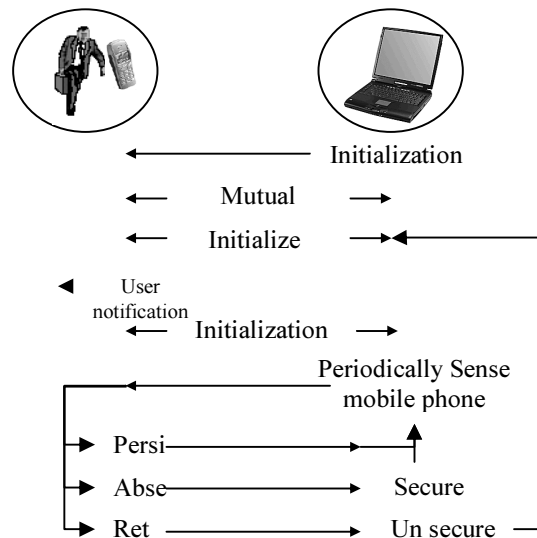 Initialization
Mutual
Initialize
User
notification
Initialization
Periodically Sense
mobile phone
Persi
Abse Secure
Ret Un secure